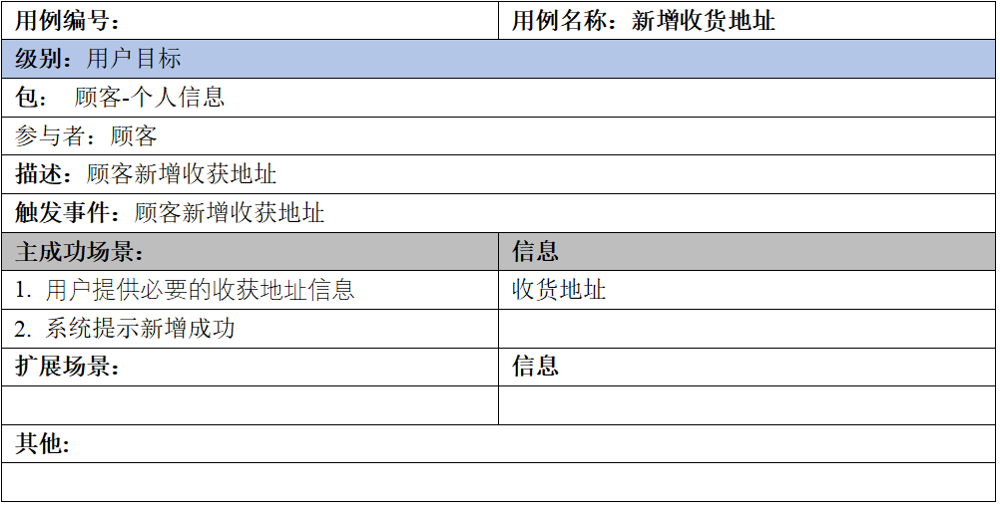 用例编号：
用例名称：新增收货地址
级别：用户目标
包： 顾客-个人信息
参与者：顾客
描述：顾客新增收获地址
触发事件：顾客新增收获地址
主成功场景：
信息
1. 用户提供必要的收获地址信息
收货地址
2. 系统提示新增成功
扩展场景：
信息
其他: